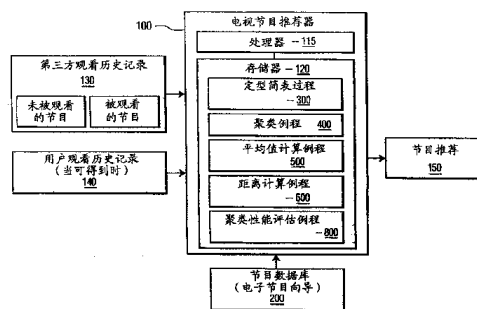 100
电视节目推荐器
处理器 - 115
存储器 - 120
定型简表过程
- 300
聚类例程 400
平均值计算例程
500
距离计算例程
- 600
聚类性能评估例程
- 800
第三方观看历史记录
130
未被观看
的节目
被观看
的节目
用户观看历史记录
(当可得到时)
140
节目推荐
150
节目数据库
(电子节目向导)
200